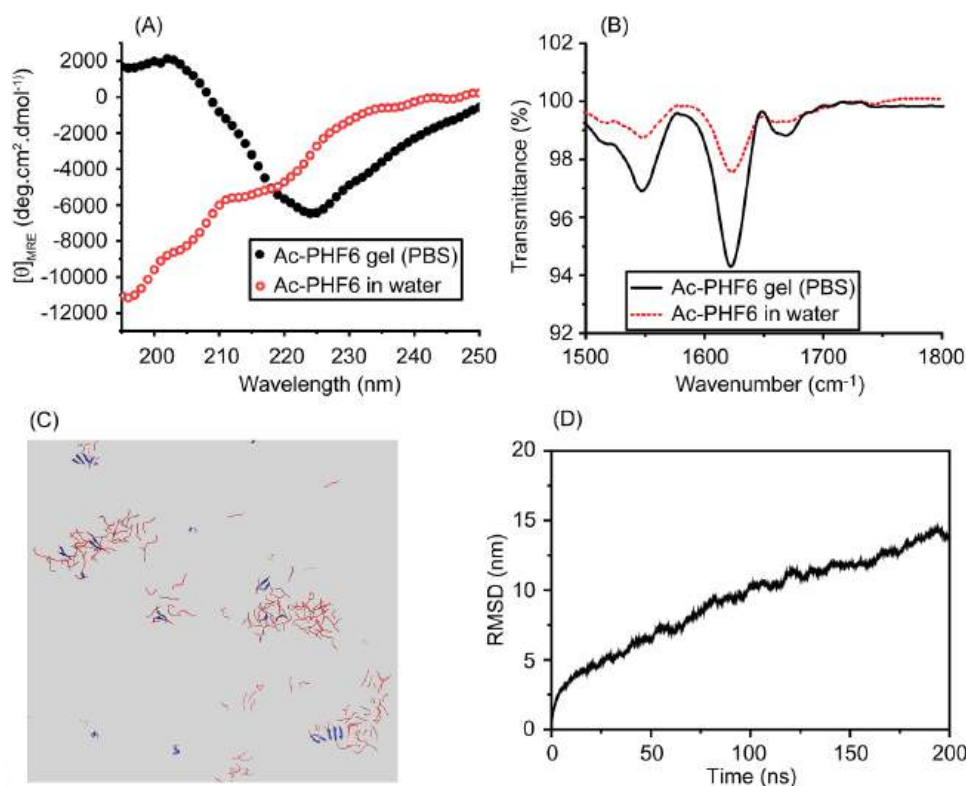 (A)
[θ]MRE (deg.cm².dmol⁻¹⁾)
2000
0
-2000
-4000
-6000
-8000
-10000
-12000
Ac-PHF6 gel (PBS)
Ac-PHF6 in water
200 210 220 230 240 250
Wavelength (nm)
(B)
Transmittance (%)
102
100
98
96
94
92
Ac-PHF6 gel (PBS)
Ac-PHF6 in water
1500 1600 1700 1800
Wavenumber (cm⁻¹)
(C)
(D)
RMSD (nm)
20
15
10
5
0
0 50 100 150 200
Time (ns)